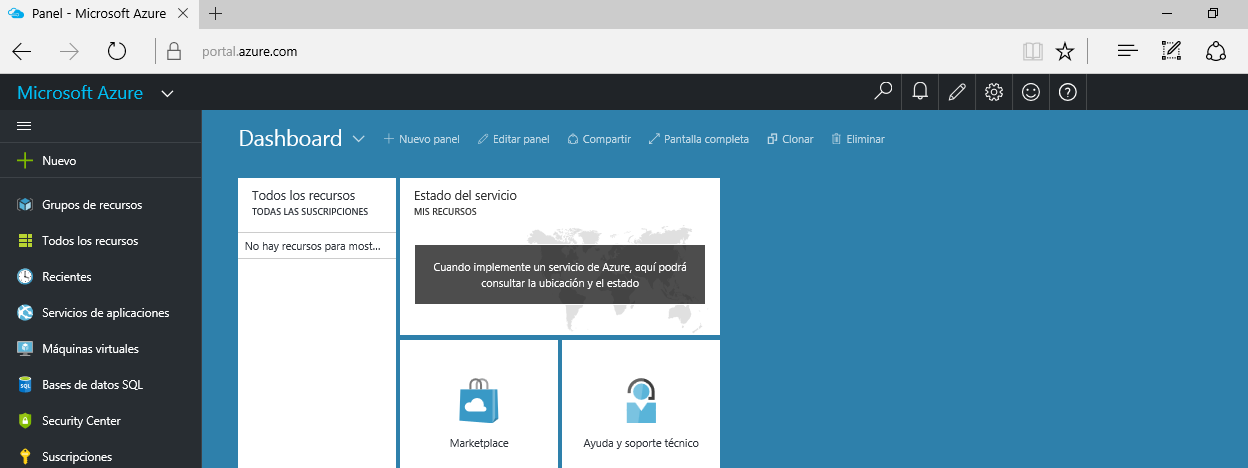 Panel - Microsoft Azure
portal.azure.com
Microsoft Azure
Dashboard
Nuevo panel
Editar panel
Compartir
Pantalla completa
Clonar
Eliminar
Nuevo
Grupos de recursos
Todos los recursos
Recientes
Servicios de aplicaciones
Máquinas virtuales
Bases de datos SQL
Security Center
Suscripciones
Todos los recursos
TODAS LAS SUSCRIPCIONES
No hay recursos para most...
Estado del servicio
MIS RECURSOS
Cuando implemente un servicio de Azure, aquí podrá
consultar la ubicación y el estado
Marketplace
Ayuda y soporte técnico